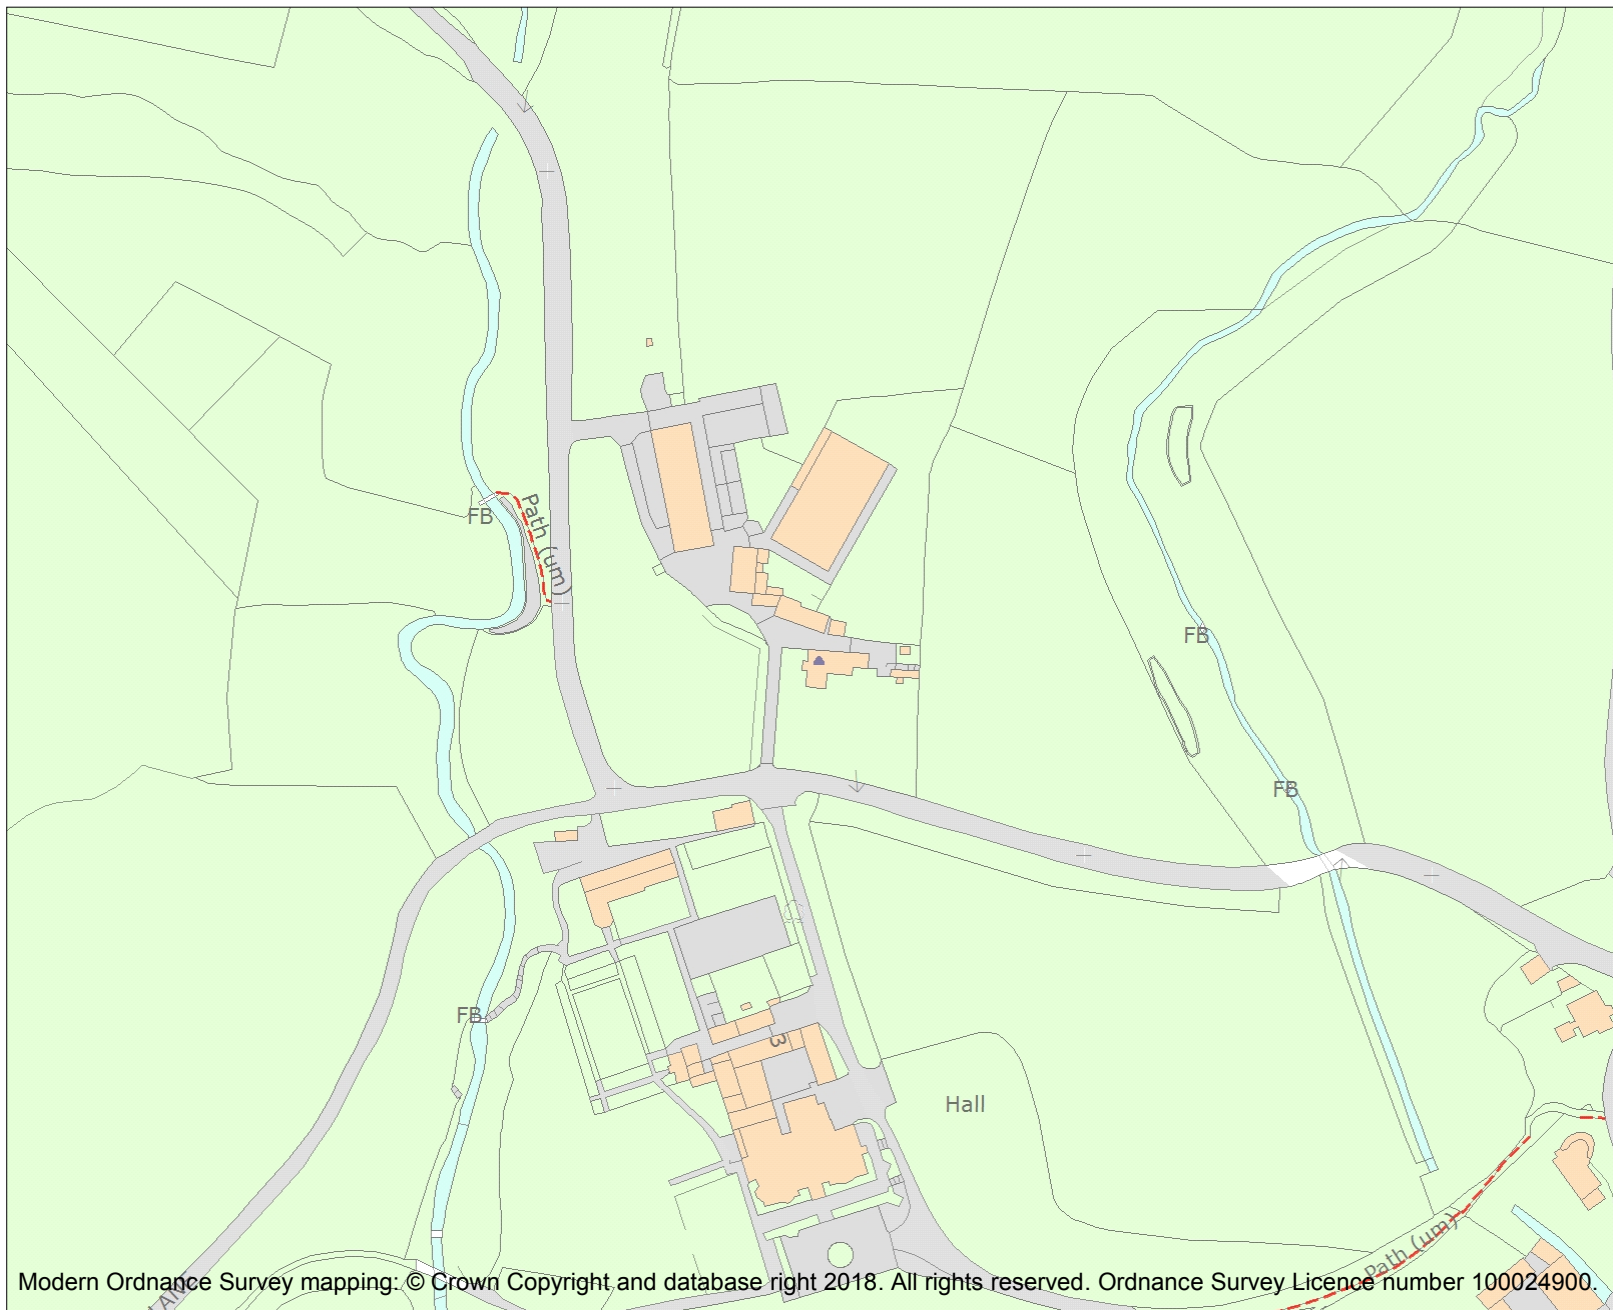 Path (um)
FB
FB
FB
FB
3
Hall
Path (um)
LANE
Modern Ordnance Survey mapping: © Crown Copyright and database right 2018. All rights reserved. Ordnance Survey Licence number 100024900.